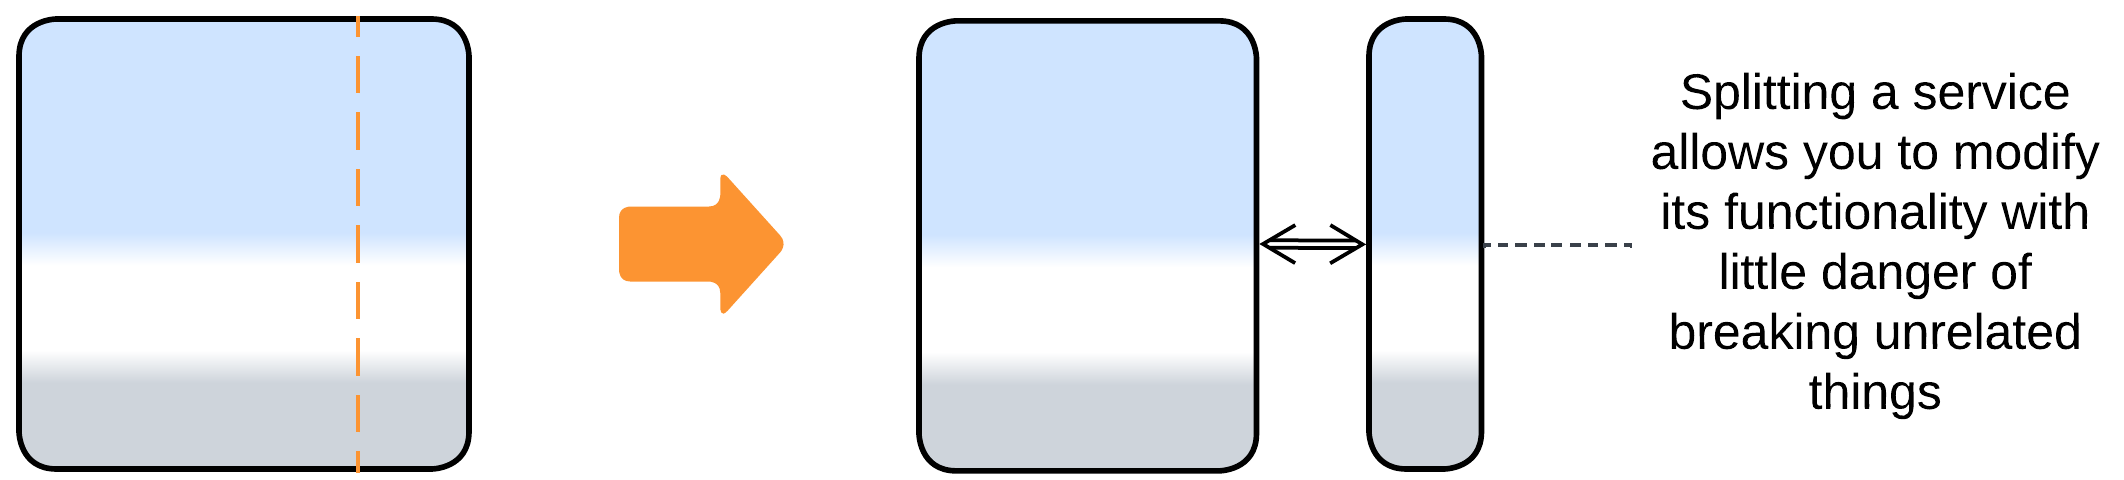 Splitting a service
allows you to modify
its functionality with
little danger of
breaking unrelated
things